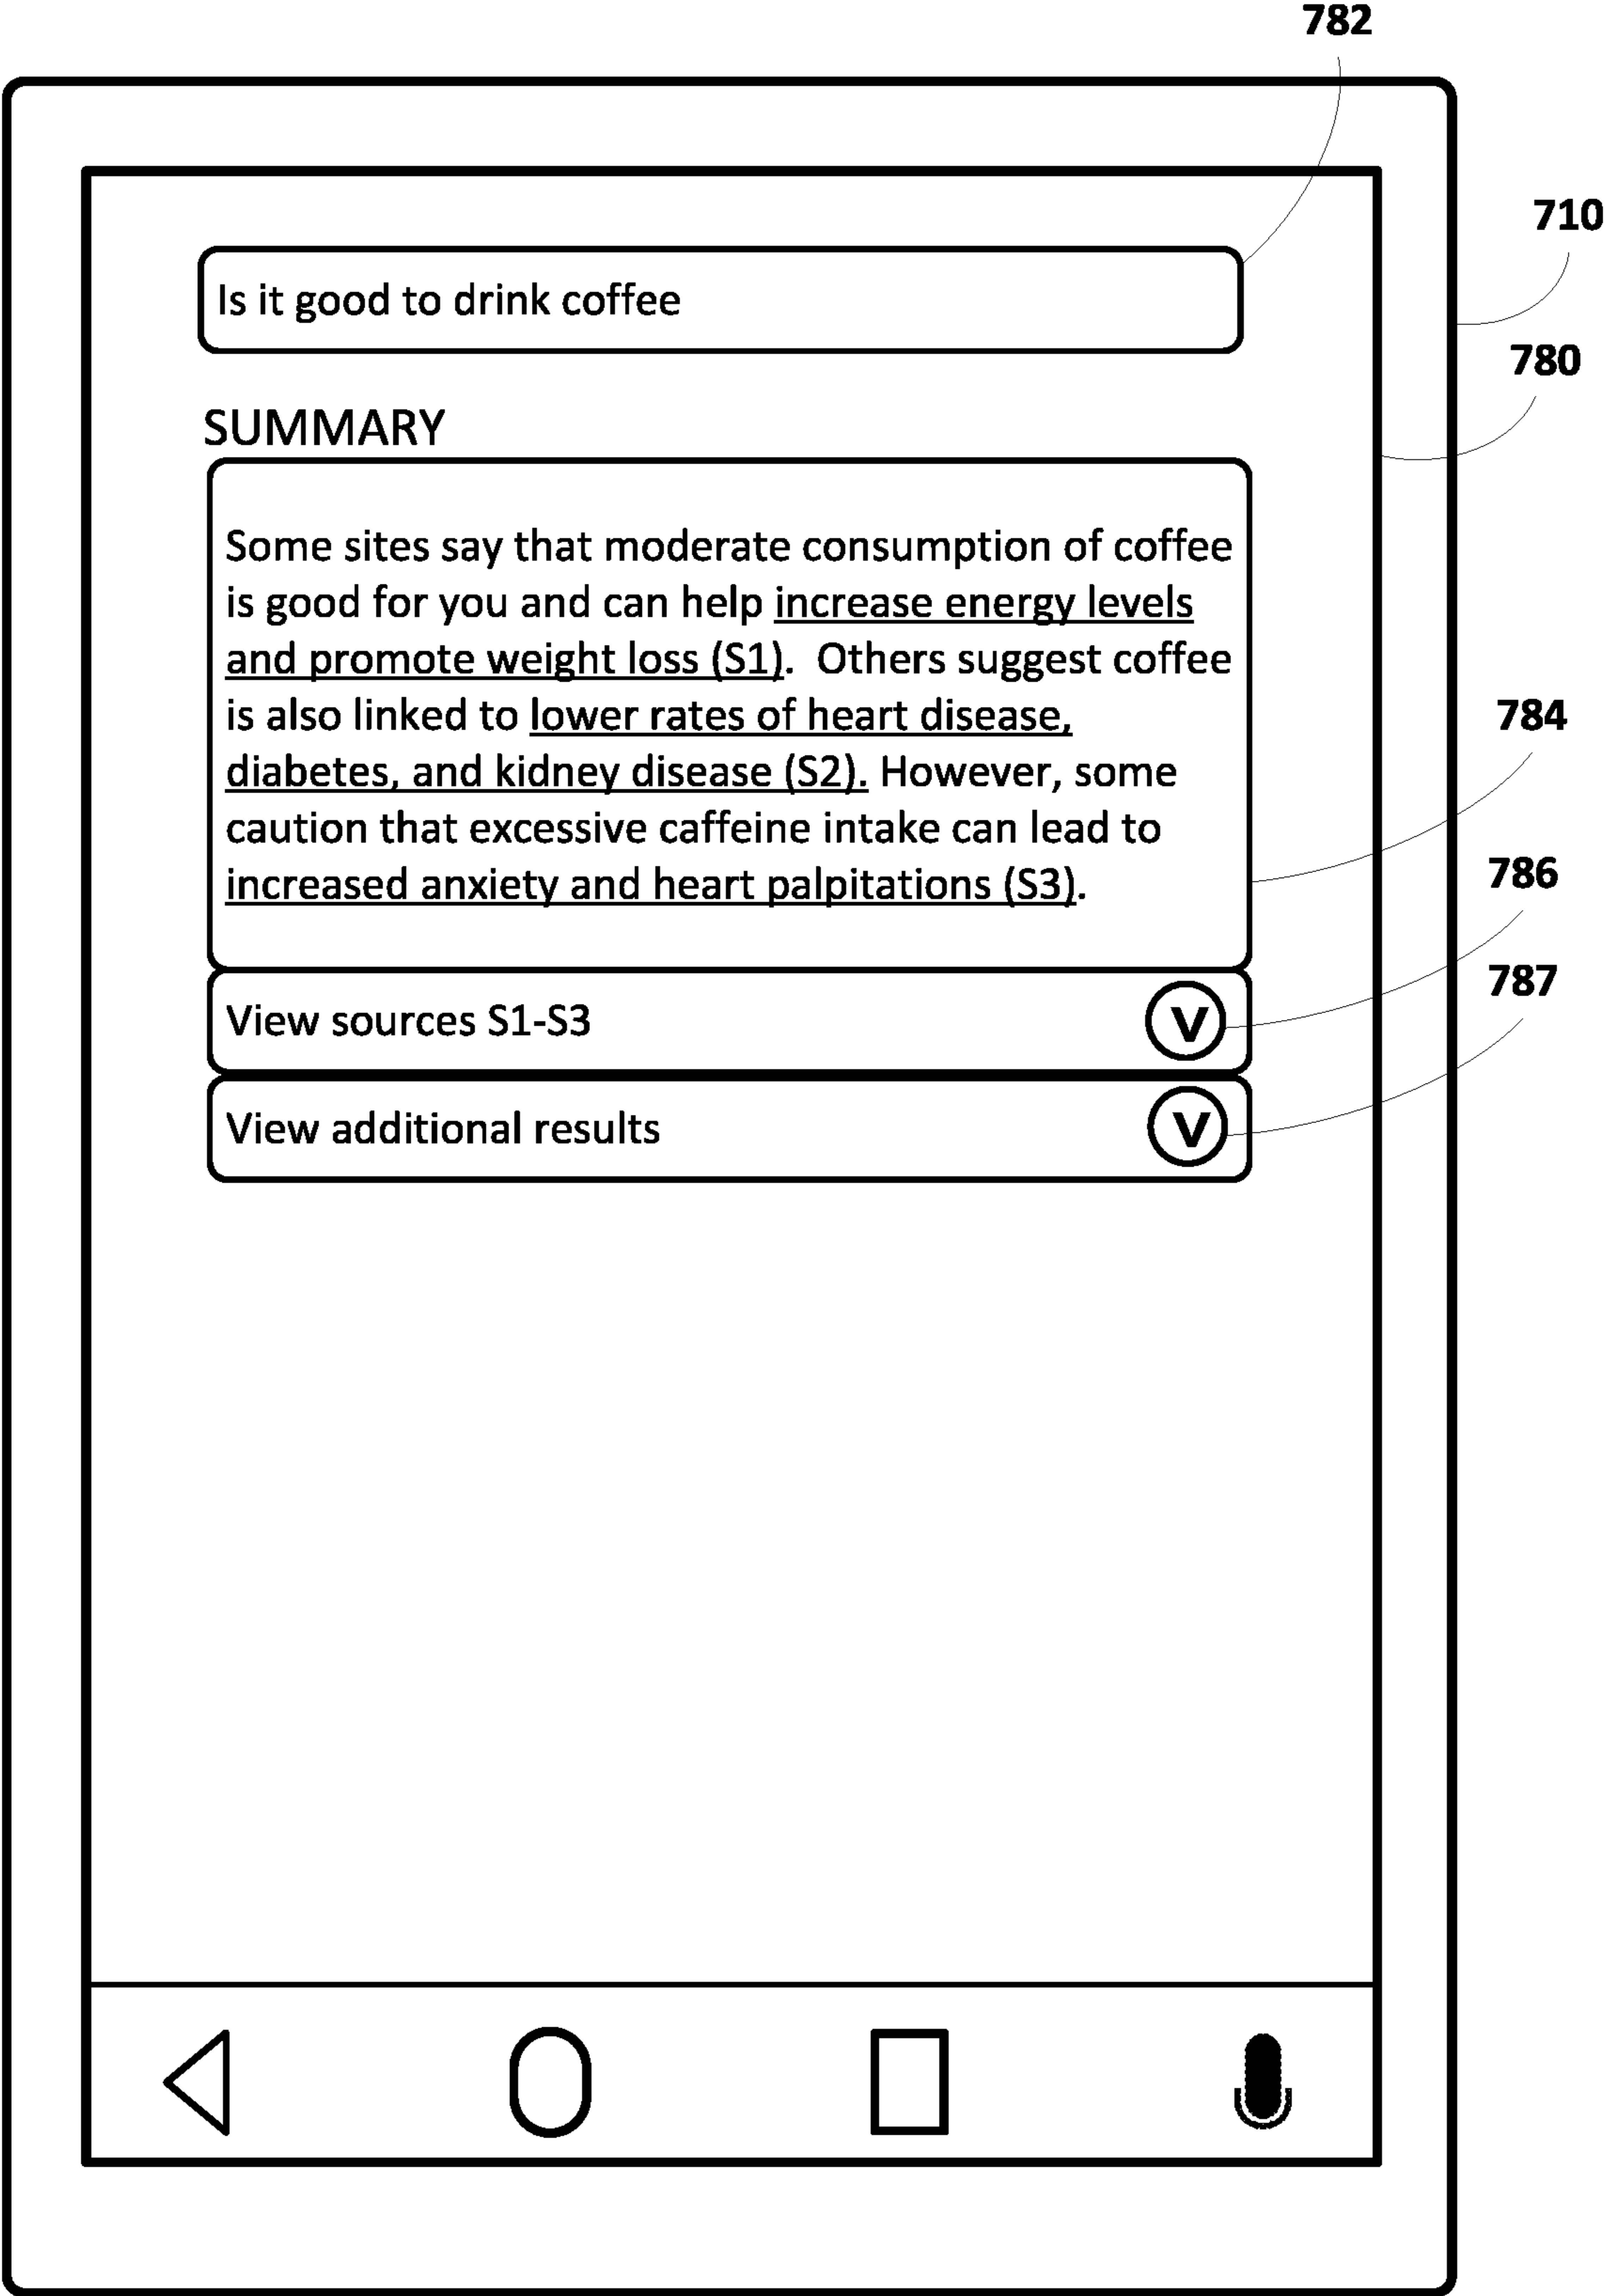 782
710
Is it good to drink coffee
780
SUMMARY
Some sites say that moderate consumption of coffee
is good for you and can help increase energy levels
and promote weight loss (S1).  Others suggest coffee
is also linked to lower rates of heart disease,
784
diabetes, and kidney disease (S2). However, some
caution that excessive caffeine intake can lead to
increased anxiety and heart palpitations (S3).
786
787
View sources S1-S3
V
View additional results
V